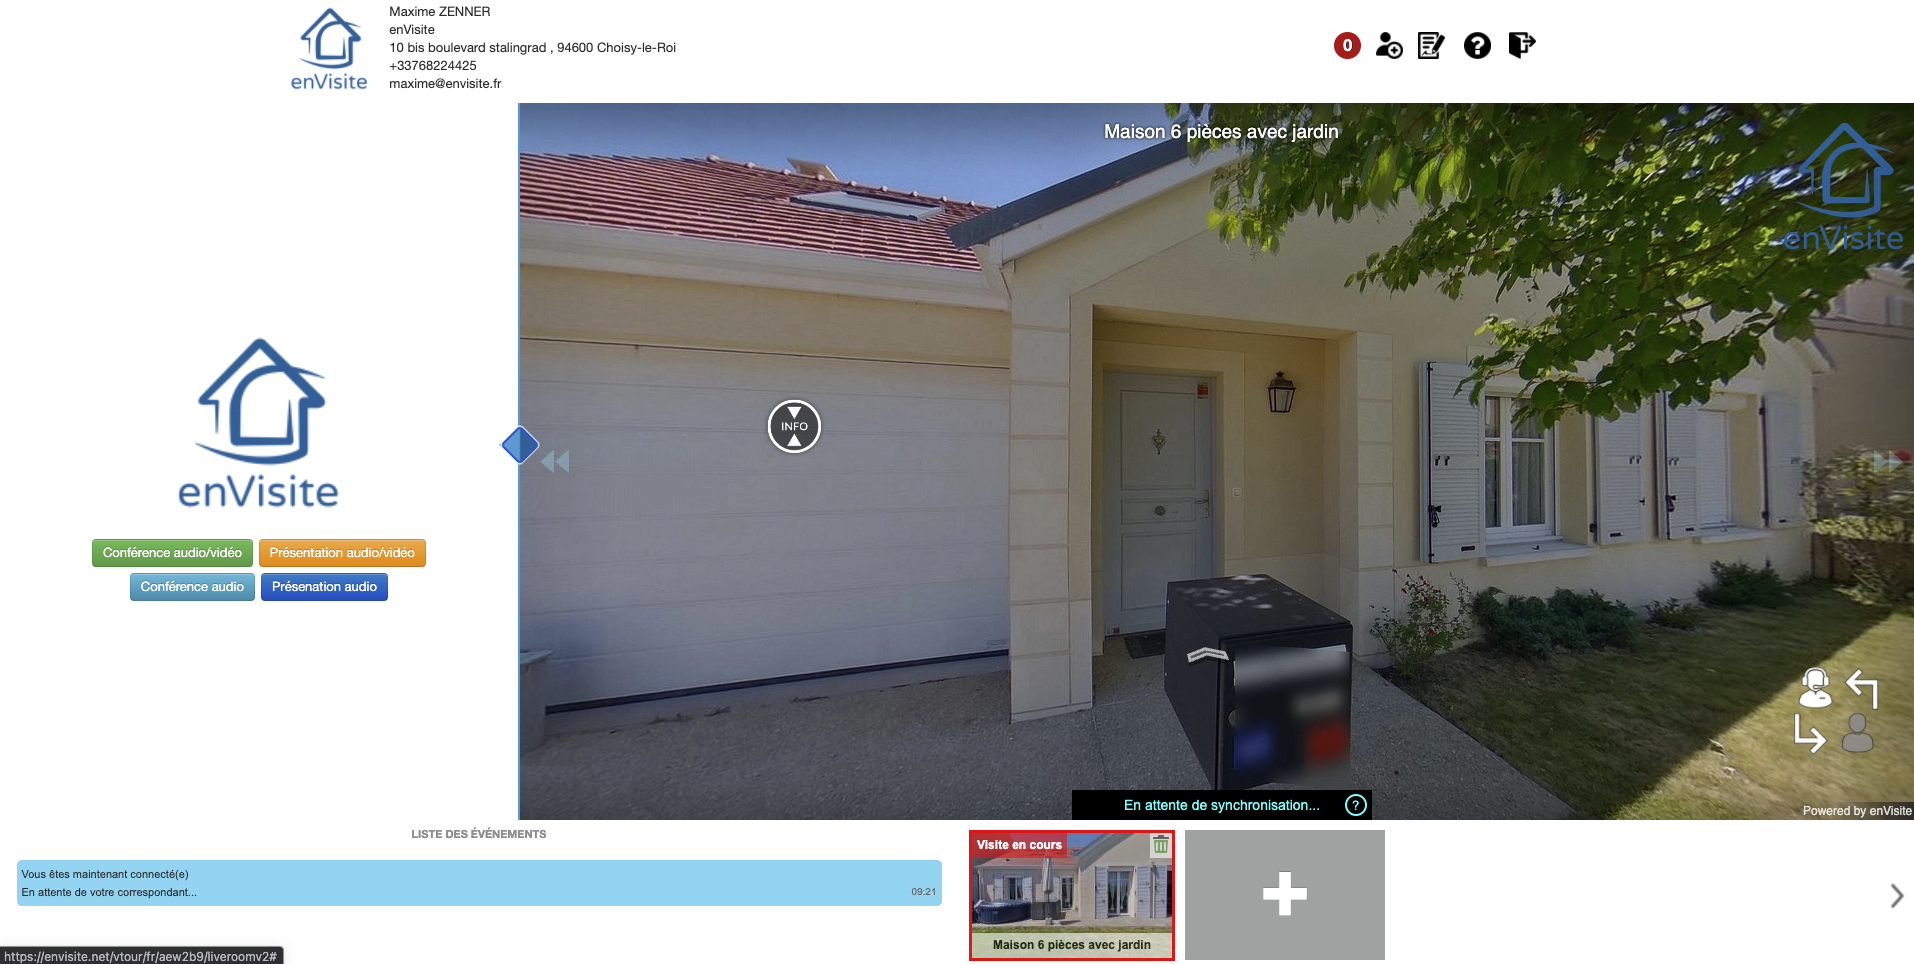 enVisite
Maxime ZENNER
enVisite
10 bis boulevard stalingrad , 94600 Choisy-le-Roi
+33768224425
maxime@envisite.fr
0
?
Maison 6 pièces avec jardin
enVisite
INFO
enVisite
Conférence audio/vidéo
Présentation audio/vidéo
Conférence audio
Présenation audio
En attente de synchronisation...
?
Powered by enVisite
LISTE DES ÉVÉNEMENTS
Vous êtes maintenant connecté(e)
En attente de votre correspondant...
09:21
Visite en cours
Maison 6 pièces avec jardin
https://envisite.net/vtour/fr/aew2b9/liveroomv2#